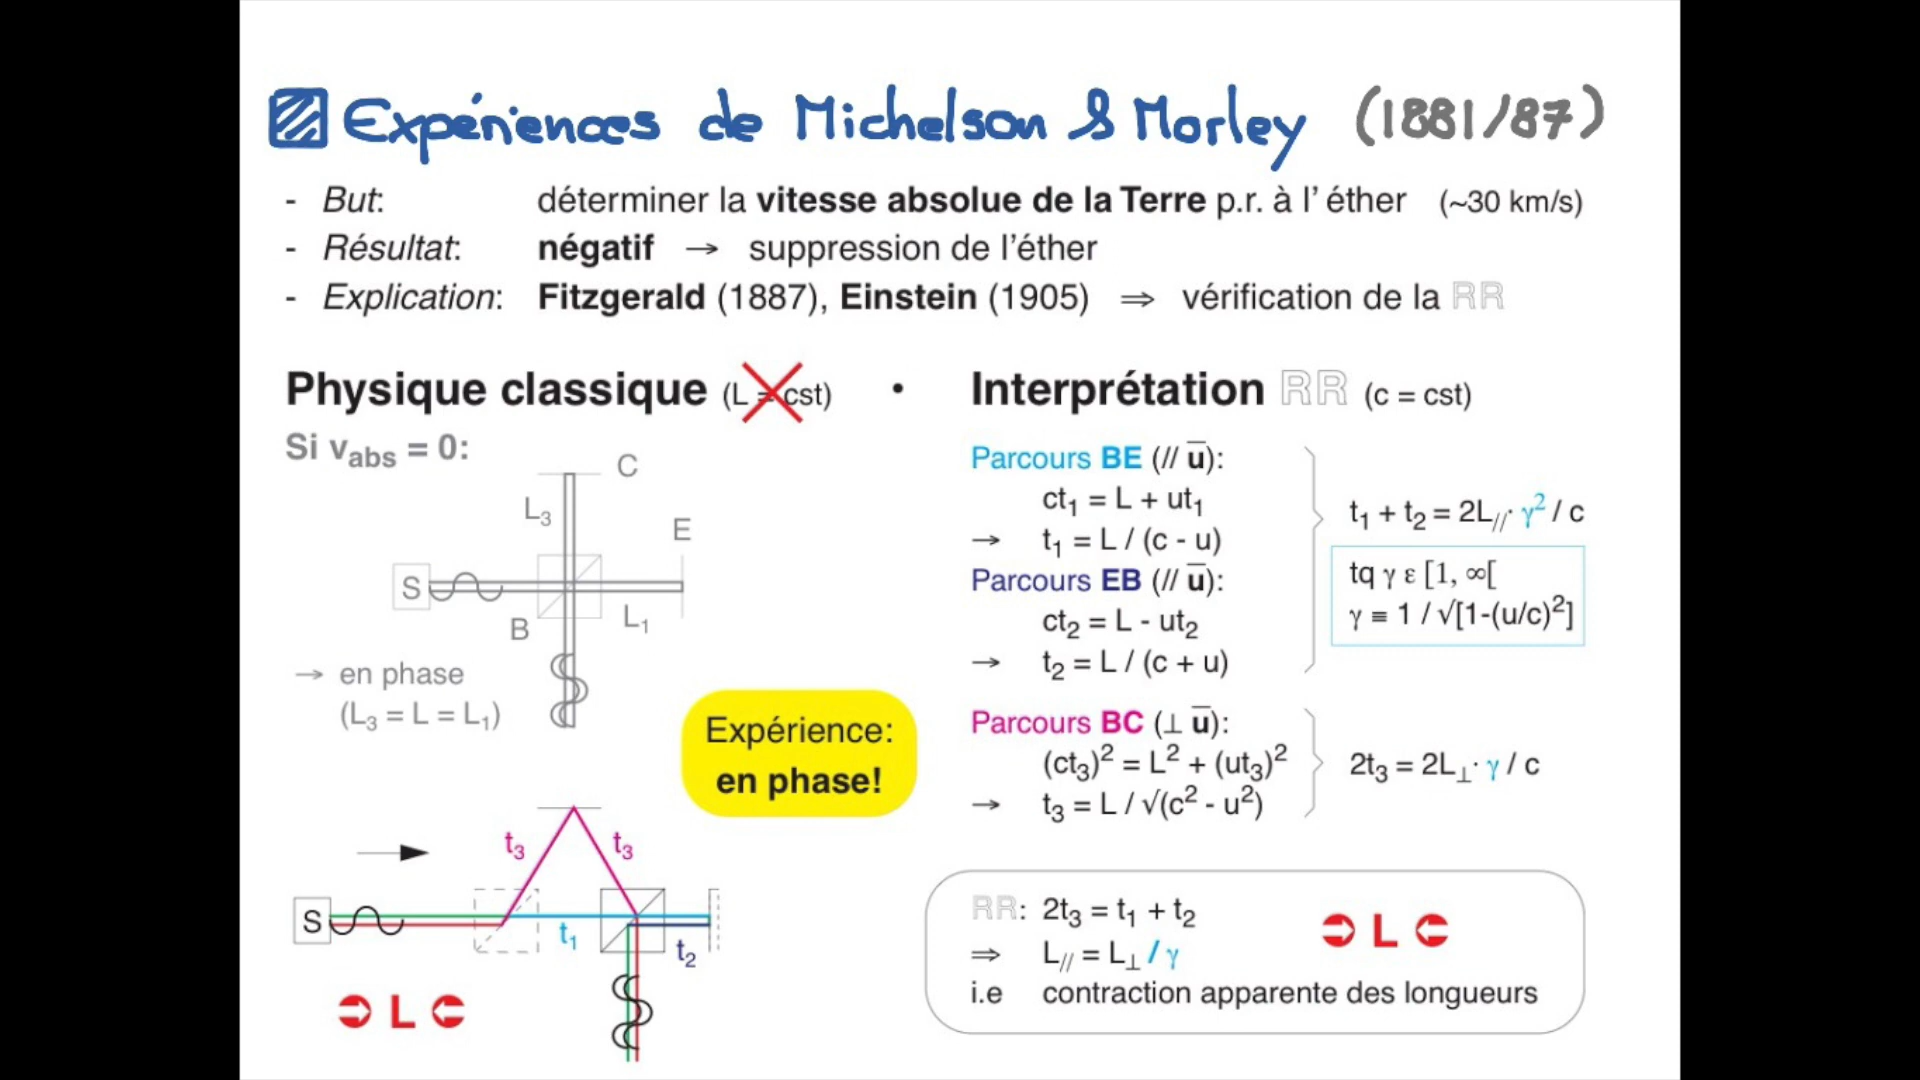 Expériences de Michelson & Morley (1881/87)
- But: déterminer la vitesse absolue de la Terre p.r. à l' éther (~30 km/s)
- Résultat: négatif → suppression de l'éther
- Explication: Fitzgerald (1887), Einstein (1905) ⇒ vérification de la RR
Physique classique (L = cst)
Si v_abs = 0:
C
L₃
E
S
B
L₁
→ en phase
(L₃ = L = L₁)
Expérience:
en phase!
t₃ t₃
S
t₁
t₂
➲ L ➲
• Interprétation RR (c = cst)
Parcours BE (// u̅):
ct₁ = L + ut₁
→ t₁ = L / (c - u)
Parcours EB (// u̅):
ct₂ = L - ut₂
→ t₂ = L / (c + u)
t₁ + t₂ = 2L_//· γ² / c
tq γ ε [1, ∞[
γ ≡ 1 / √[1-(u/c)²]
Parcours BC (⊥ u̅):
(ct₃)² = L² + (ut₃)²
→ t₃ = L / √(c² - u²)
2t₃ = 2L_⊥· γ / c
RR: 2t₃ = t₁ + t₂
⇒ L_// = L_⊥ / γ
i.e contraction apparente des longueurs
➲ L ➲